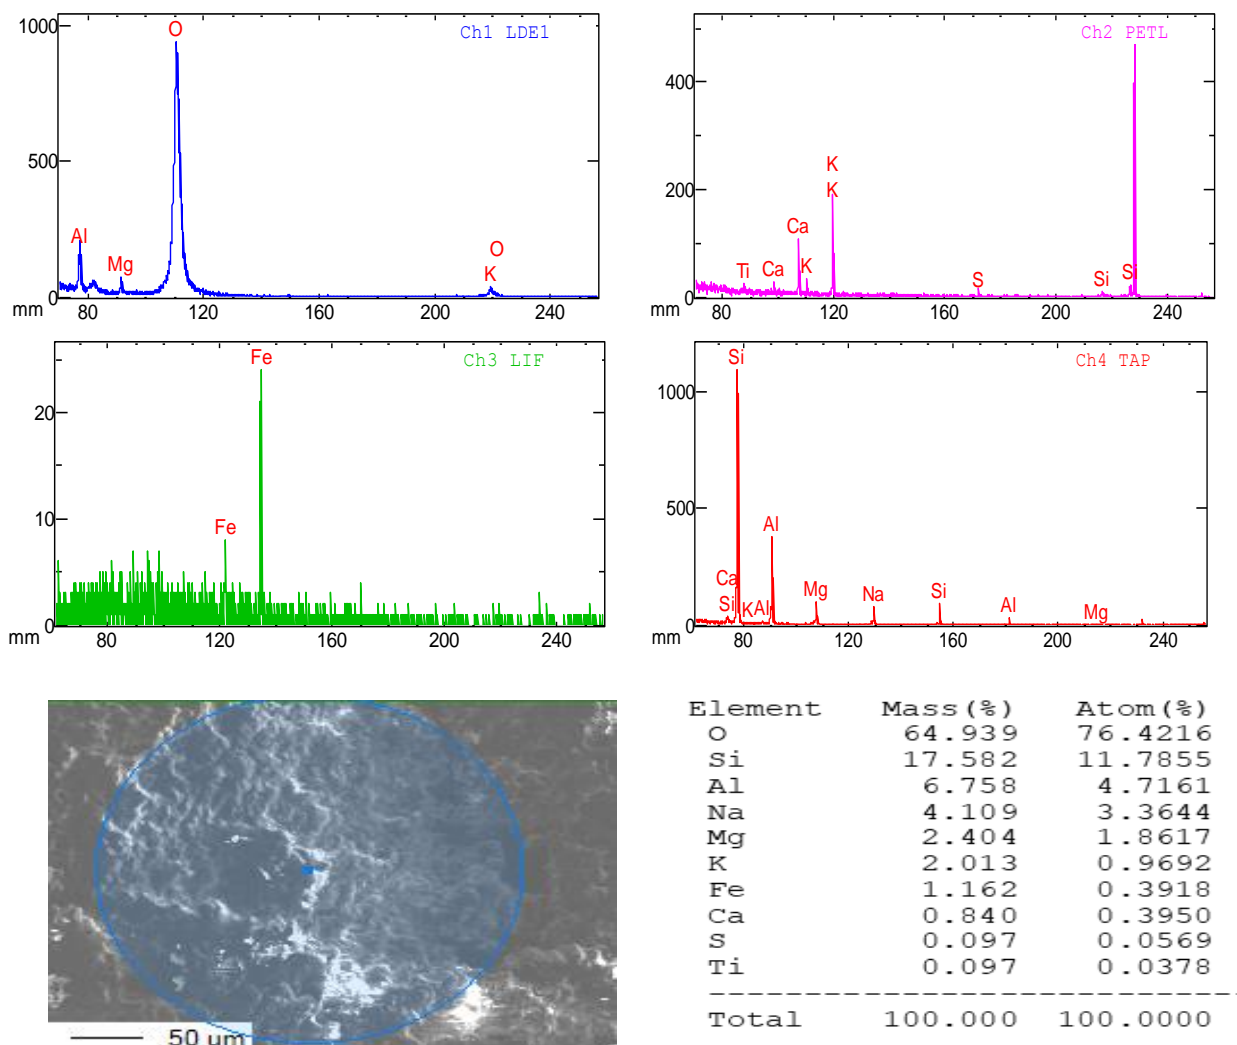 Ch1 LDE1
1000
500
0
O
Al
Mg
O
K
mm 80 120 160 200 240
Ch2 PETL
400
200
0
K
K
Ca
Ti Ca K
S
Si
S
mm 80 120 160 200 240
Ch3 LIF
20
10
0
Fe
Fe
mm 80 120 160 200 240
Ch4 TAP
1000
500
0
Si
Al
Ca
Si K Al
Mg
Na
Si
Al
Mg
mm 80 120 160 200 240
50 um
Element Mass(%) Atom(%)
O 64.939 76.4216
Si 17.582 11.7855
Al 6.758 4.7161
Na 4.109 3.3644
Mg 2.404 1.8617
K 2.013 0.9692
Fe 1.162 0.3918
Ca 0.840 0.3950
S 0.097 0.0569
Ti 0.097 0.0378
Total 100.000 100.0000